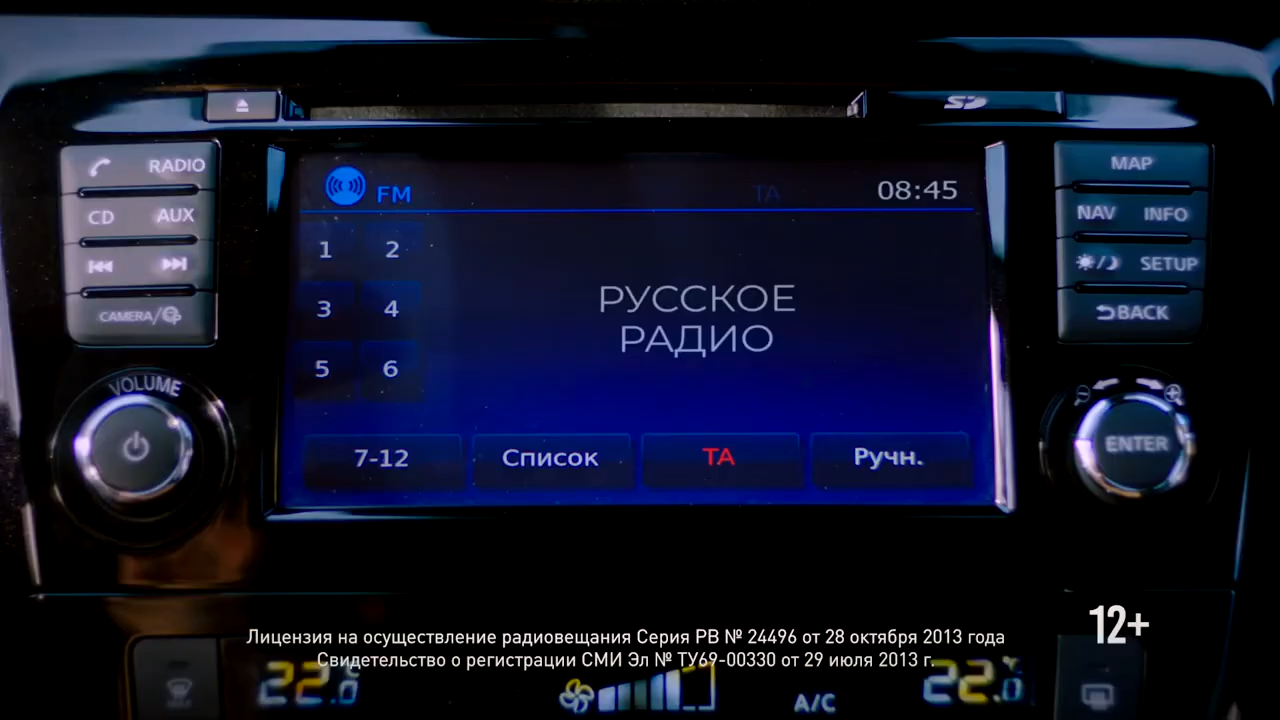 RADIO
CD AUX
CAMERA/
VOLUME
FM TA 08:45
1 2
3 4
5 6
РУССКОЕ
РАДИО
7-12 Список TA Ручн.
MAP
NAV INFO
SETUP
BACK
ENTER
12+
Лицензия на осуществление радиовещания Серия РВ № 24496 от 28 октября 2013 года
Свидетельство о регистрации СМИ Эл № ТУ69-00330 от 29 июля 2013 г.
22.0 A/C 22.0